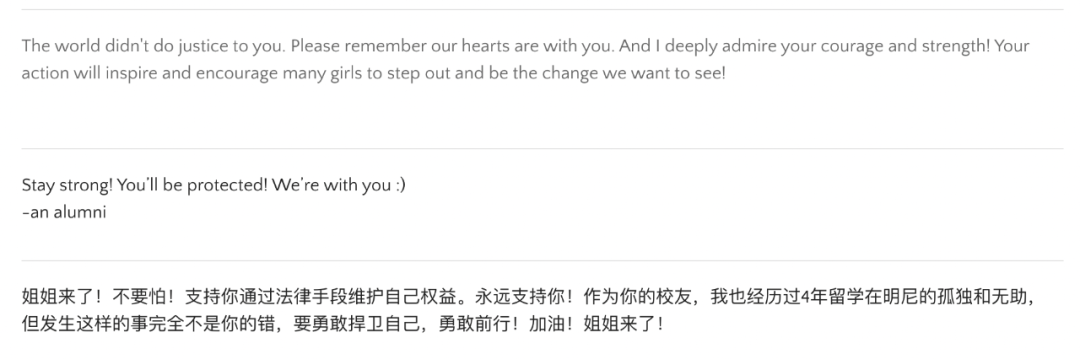 The world didn't do justice to you. Please remember our hearts are with you. And I deeply admire your courage and strength! Your
action will inspire and encourage many girls to step out and be the change we want to see!
Stay strong! You'll be protected! We're with you :)
-an alumni
姐姐来了！不要怕！支持你通过法律手段维护自己权益。永远支持你！作为你的校友，我也经历过4年留学在明尼的孤独和无助，
但发生这样的事完全不是你的错，要勇敢捍卫自己，勇敢前行！加油！姐姐来了！